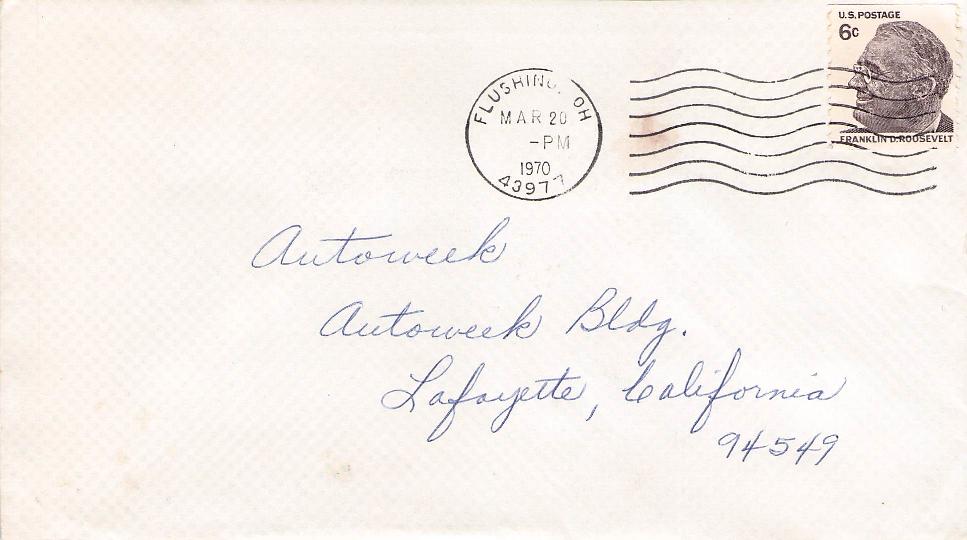 U.S. POSTAGE
6c
FRANKLIN D. ROOSEVELT
FLUSHING, OH
MAR 20
-PM
1970
43977
Autoweek
Autoweek Bldg.
Lafayette, California
94549